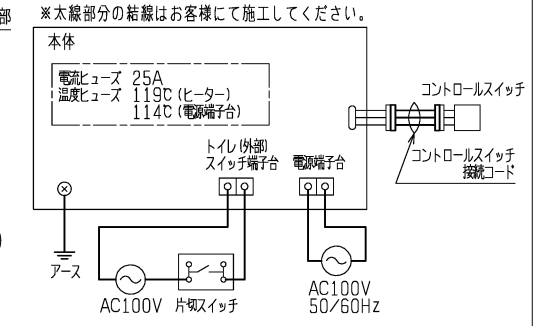 部
※太線部分の結線はお客様にて施工してください。
本体
電流ヒューズ 25A
温度ヒューズ 119℃(ヒーター)
114℃(電源端子台)
コントロールスイッチ
トイレ(外部)
スイッチ端子台
電源端子台
コントロールスイッチ
接続コード
アース
AC100V
片切スイッチ
AC100V
50/60Hz